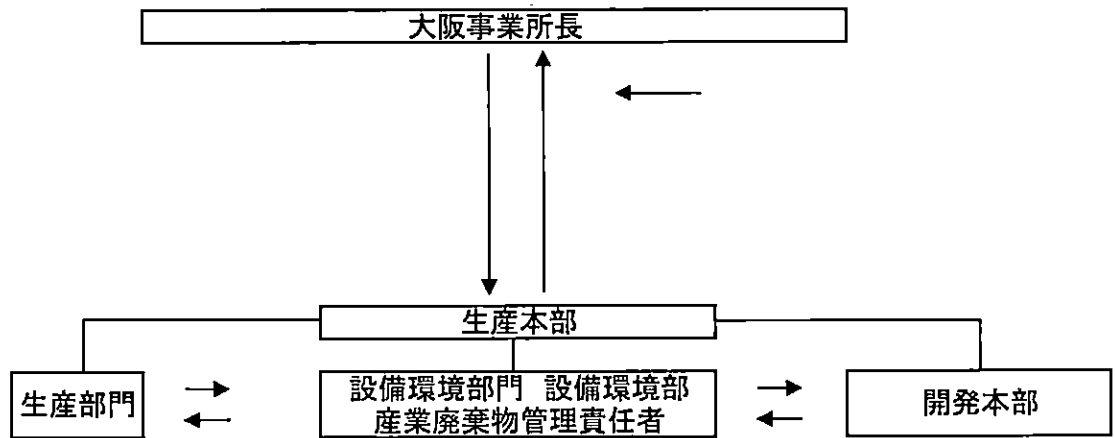 大阪事業所長
生産本部
生産部門
設備環境部門 設備環境部
産業廃棄物管理責任者
開発本部